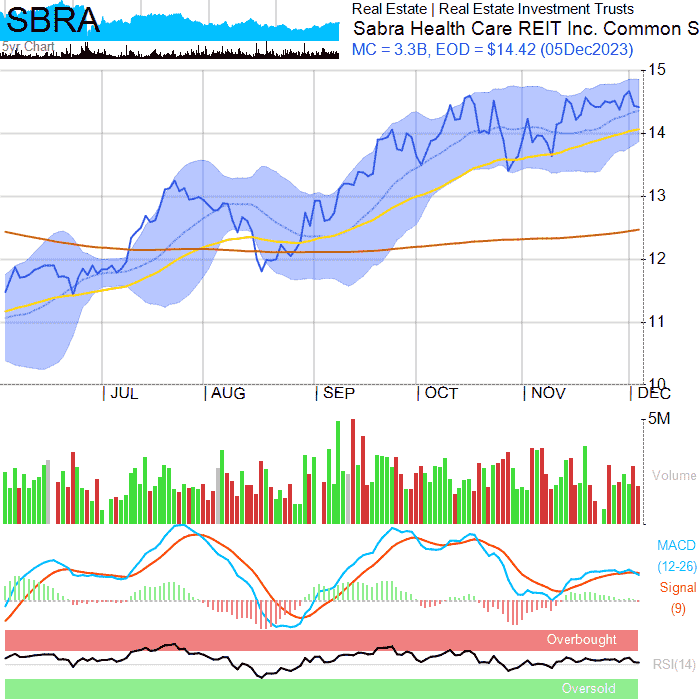 SBRA
Real Estate | Real Estate Investment Trusts
Sabra Health Care REIT Inc. Common S
5yr Chart
MC = 3.3B, EOD = $14.42 (05Dec2023)
15
14
13
12
11
10
| JUL | AUG | SEP | OCT | NOV | DEC
5M
Volume
MACD
(12-26)
Signal
(9)
Overbought
RSI(14)
Oversold